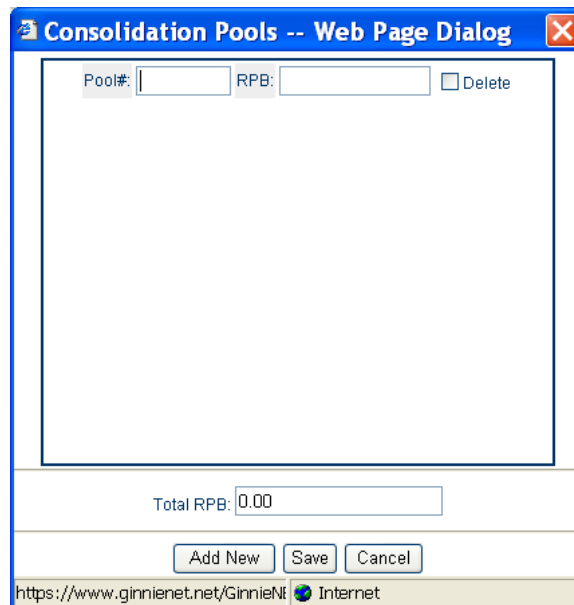 Consolidation Pools -- Web Page Dialog
Pool#: RPB: Delete
Total RPB: 0.00
Add New Save Cancel
https://www.ginnienet.net/GinnieNE Internet